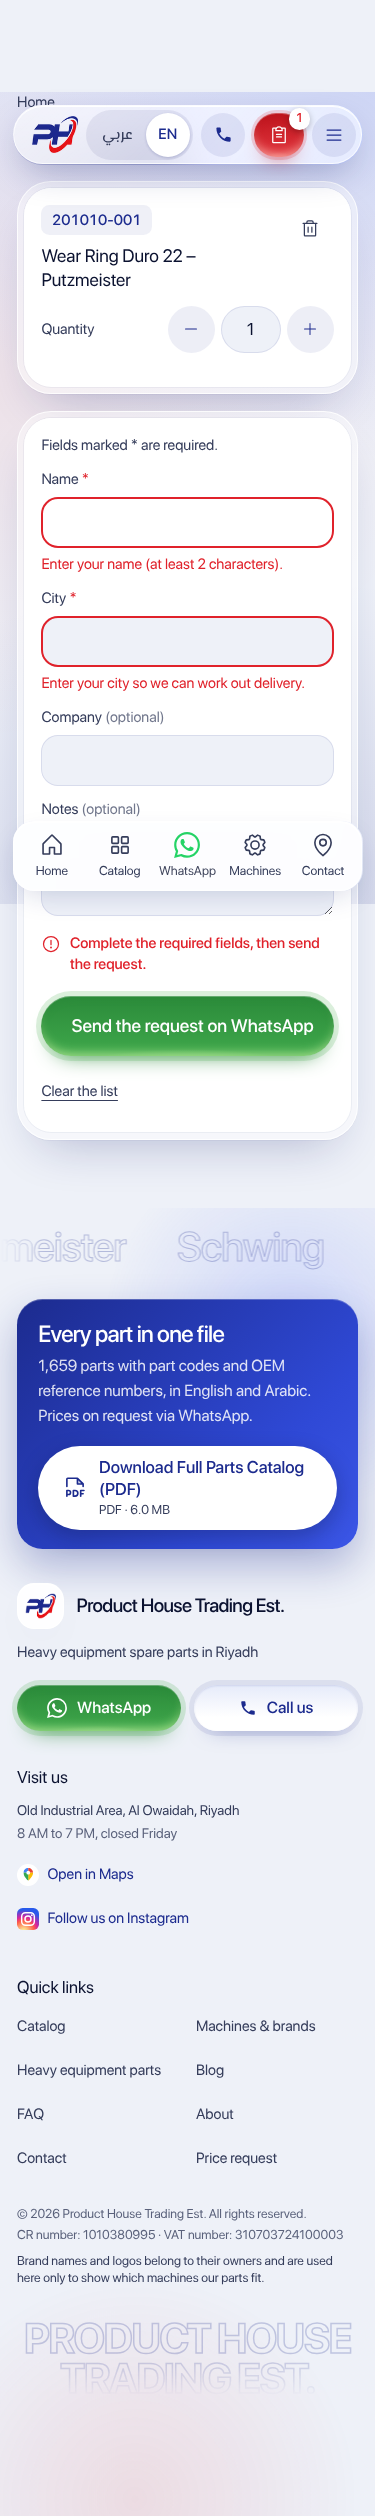 Home
PH
عربي
EN
1
201010-001
Wear Ring Duro 22 –
Putzmeister
Quantity
1
Fields marked * are required.
Name *
Enter your name (at least 2 characters).
City *
Enter your city so we can work out delivery.
Company (optional)
Notes (optional)
Home
Catalog
WhatsApp
Machines
Contact
Complete the required fields, then send
the request.
Send the request on WhatsApp
Clear the list
meister
Schwing
Every part in one file
1,659 parts with part codes and OEM
reference numbers, in English and Arabic.
Prices on request via WhatsApp.
PDF
Download Full Parts Catalog
(PDF)
PDF · 6.0 MB
PH
Product House Trading Est.
Heavy equipment spare parts in Riyadh
WhatsApp
Call us
Visit us
Old Industrial Area, Al Owaidah, Riyadh
8 AM to 7 PM, closed Friday
Open in Maps
Follow us on Instagram
Quick links
Catalog
Machines & brands
Heavy equipment parts
Blog
FAQ
About
Contact
Price request
© 2026 Product House Trading Est. All rights reserved.
CR number: 1010380995 · VAT number: 310703724100003
Brand names and logos belong to their owners and are used
here only to show which machines our parts fit.
PRODUCT HOUSE
TRADING EST.